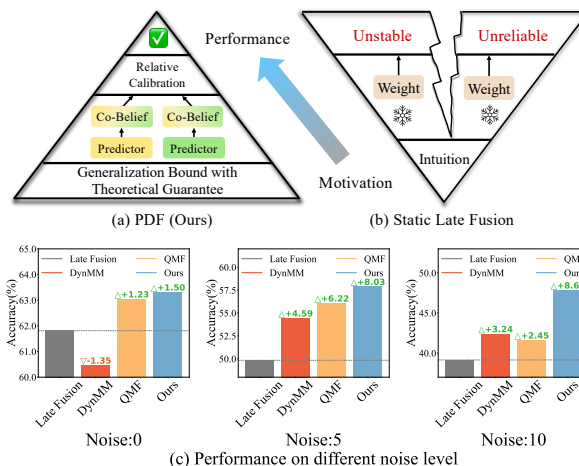 Performance
Motivation
Relative
Calibration
Co-Belief
Co-Belief
Predictor
Predictor
Generalization Bound with
Theoretical Guarantee
(a) PDF (Ours)
Unstable
Unreliable
Weight
Weight
Intuition
(b) Static Late Fusion
Accuracy(%)
65.0
64.0
63.0
62.0
61.0
60.0
Late Fusion
DynMM
QMF
Ours
▽-1.35
△+1.23
△+1.50
Late Fusion
DynMM
QMF
Ours
Noise:0
Accuracy(%)
60.0
57.5
55.0
52.5
50.0
Late Fusion
DynMM
QMF
Ours
△+4.59
△+6.22
△+8.03
Late Fusion
DynMM
QMF
Ours
Noise:5
Accuracy(%)
50.0
40.0
Late Fusion
DynMM
QMF
Ours
△+3.24
△+2.45
△+8.6
Late Fusion
DynMM
QMF
Ours
Noise:10
(c) Performance on different noise level